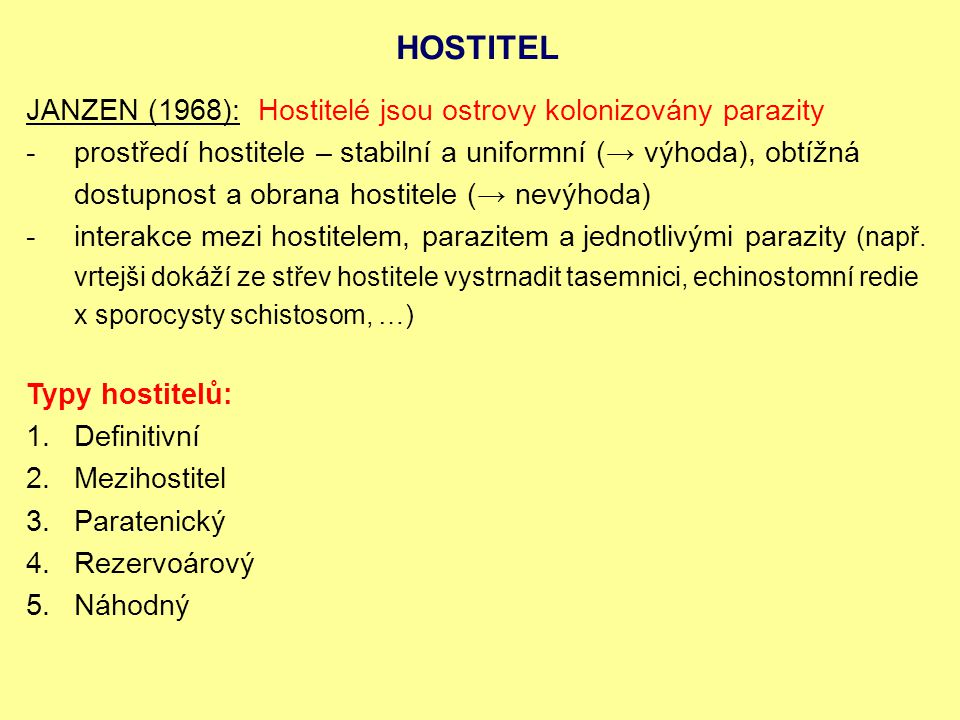 HOSTITEL
JANZEN (1968): Hostitelé jsou ostrovy kolonizovány parazity
- prostředí hostitele – stabilní a uniformní (→ výhoda), obtížná
dostupnost a obrana hostitele (→ nevýhoda)
- interakce mezi hostitelem, parazitem a jednotlivými parazity (např.
vrtejši dokáží ze střev hostitele vystrnadit tasemnici, echinostomní redie
x sporocysty schistosom, …)
Typy hostitelů:
1. Definitivní
2. Mezihostitel
3. Paratenický
4. Rezervoárový
5. Náhodný